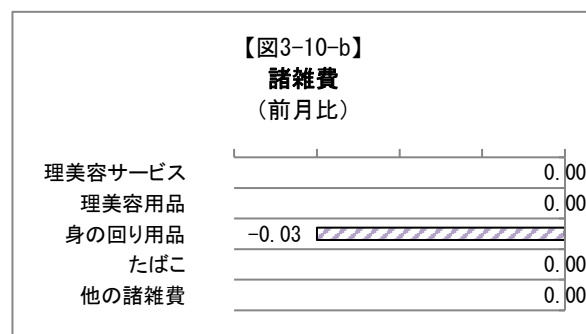 【図3-10-b】
諸雑費
（前月比）
理美容サービス 0.00
理美容用品 0.00
身の回り用品 -0.03
たばこ 0.00
他の諸雑費 0.00